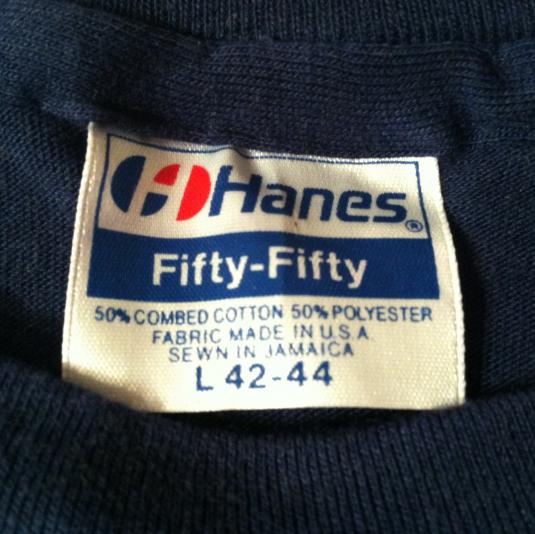 Hanes®
Fifty-Fifty
50% COMBED COTTON 50% POLYESTER
FABRIC MADE IN U.S.A.
SEWN IN JAMAICA
L 42-44